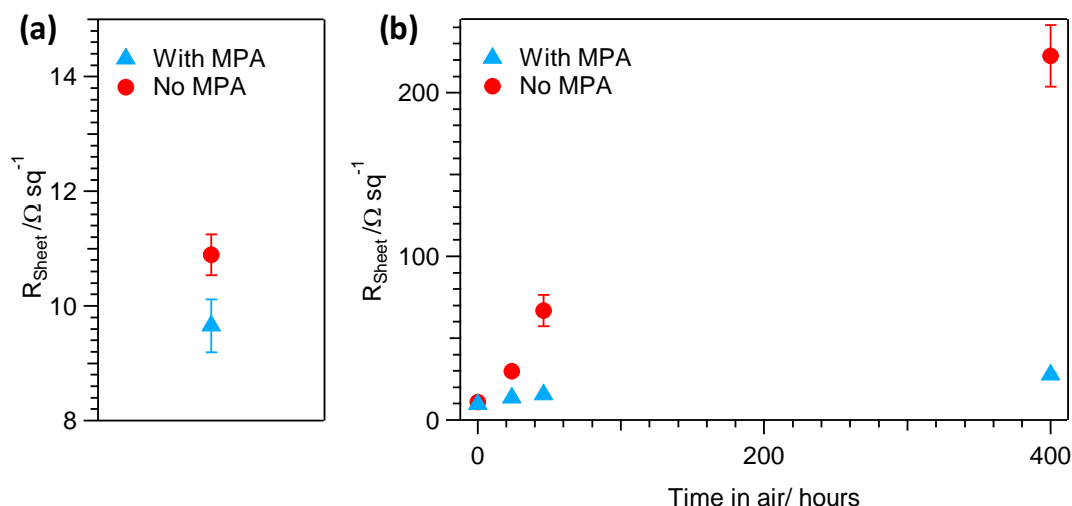 (a)
With MPA
No MPA
14
12
10
8
R_Sheet /Ω sq⁻¹
(b)
With MPA
No MPA
200
100
0
R_Sheet /Ω sq⁻¹
0
200
400
Time in air/ hours